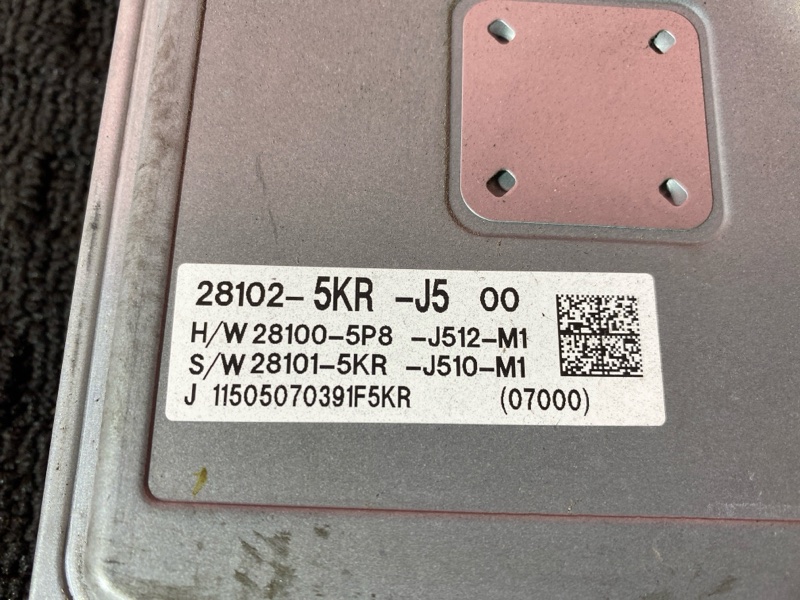 28102-5KR -J5 00
H/W 28100-5P8 -J512-M1
S/W 28101-5KR -J510-M1
J 11505070391F5KR (07000)